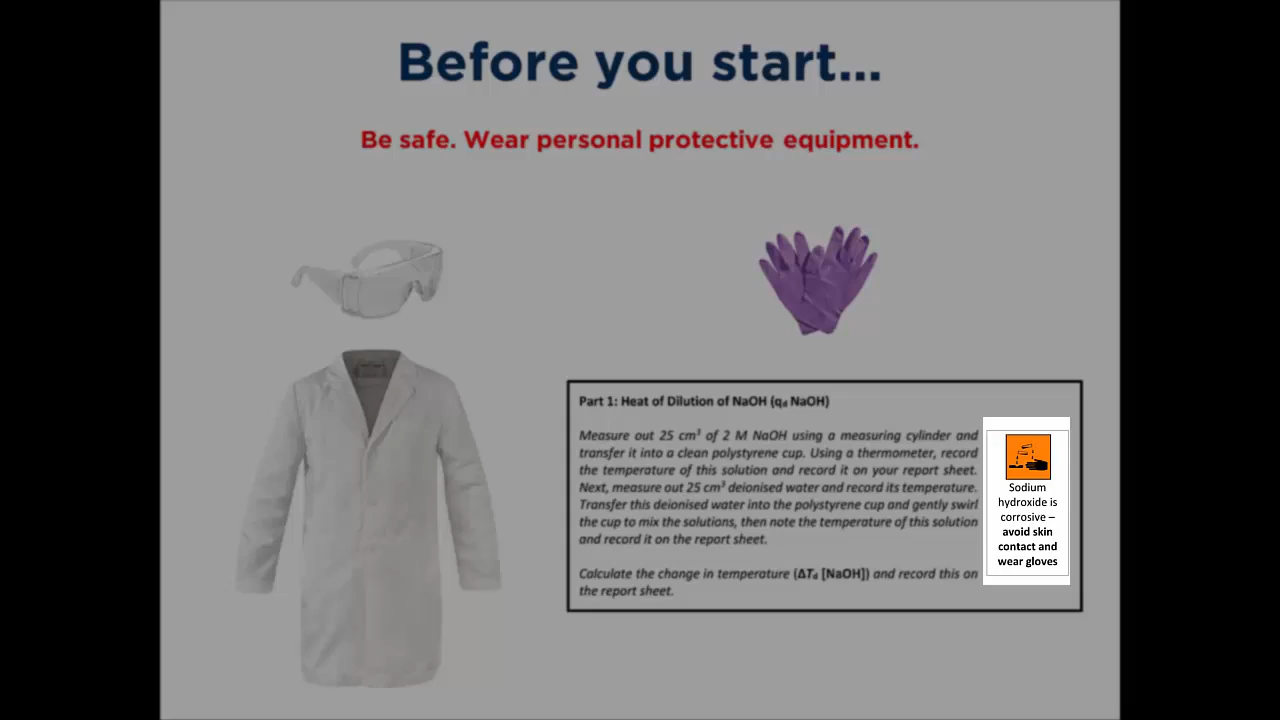 Before you start...
Be safe. Wear personal protective equipment.
Part 1: Heat of Dilution of NaOH (qd NaOH)
Measure out 25 cm³ of 2 M NaOH using a measuring cylinder and
transfer it into a clean polystyrene cup. Using a thermometer, record
the temperature of this solution and record it on your report sheet.
Next, measure out 25 cm³ deionised water and record its temperature.
Transfer this deionised water into the polystyrene cup and gently swirl
the cup to mix the solutions, then note the temperature of this solution
and record it on the report sheet.
Calculate the change in temperature (ΔTd [NaOH]) and record this on
the report sheet.
Sodium
hydroxide is
corrosive –
avoid skin
contact and
wear gloves